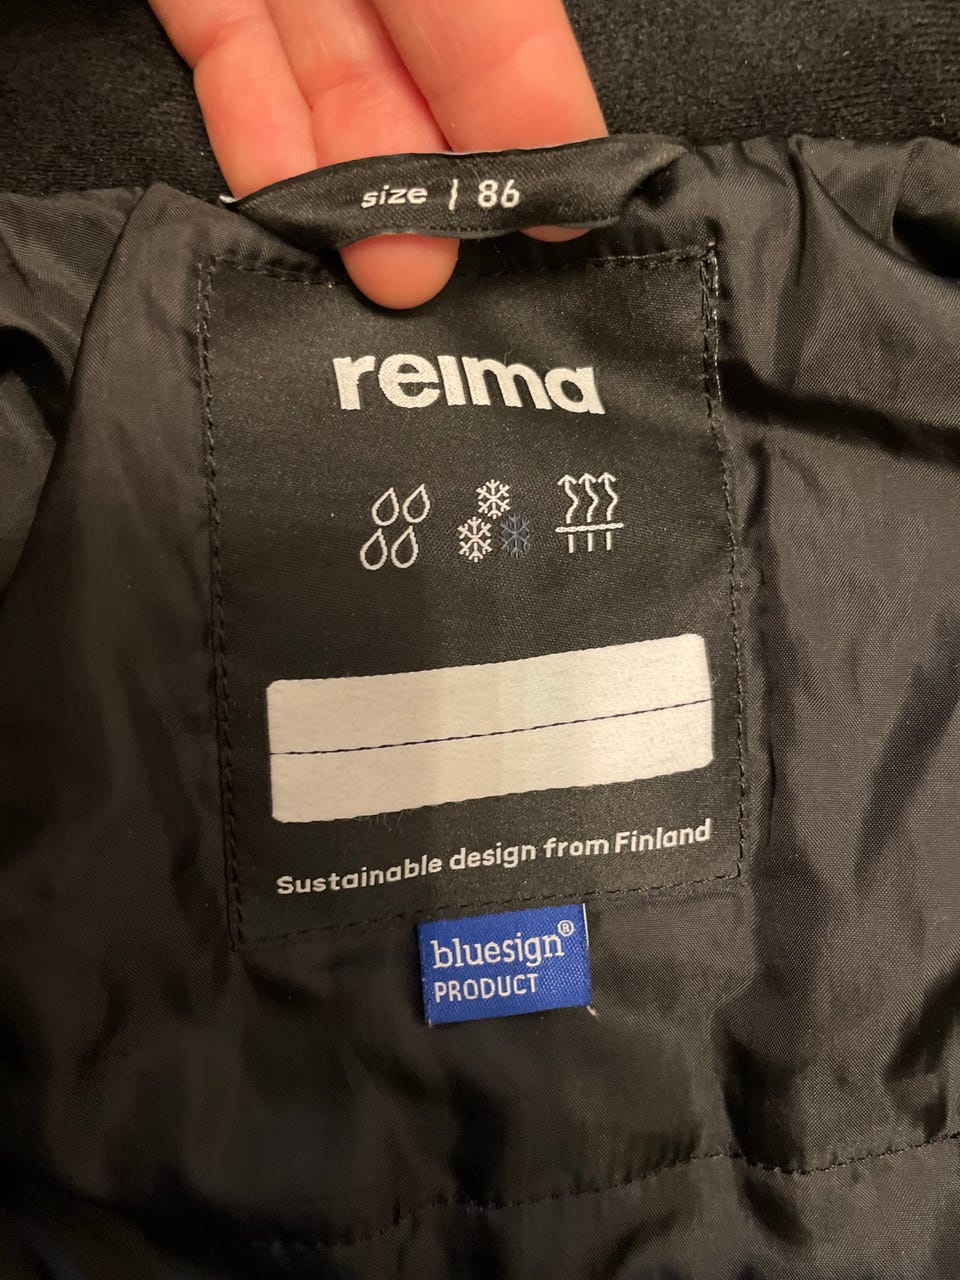 size | 86
reima
Sustainable design from Finland
bluesign®
PRODUCT